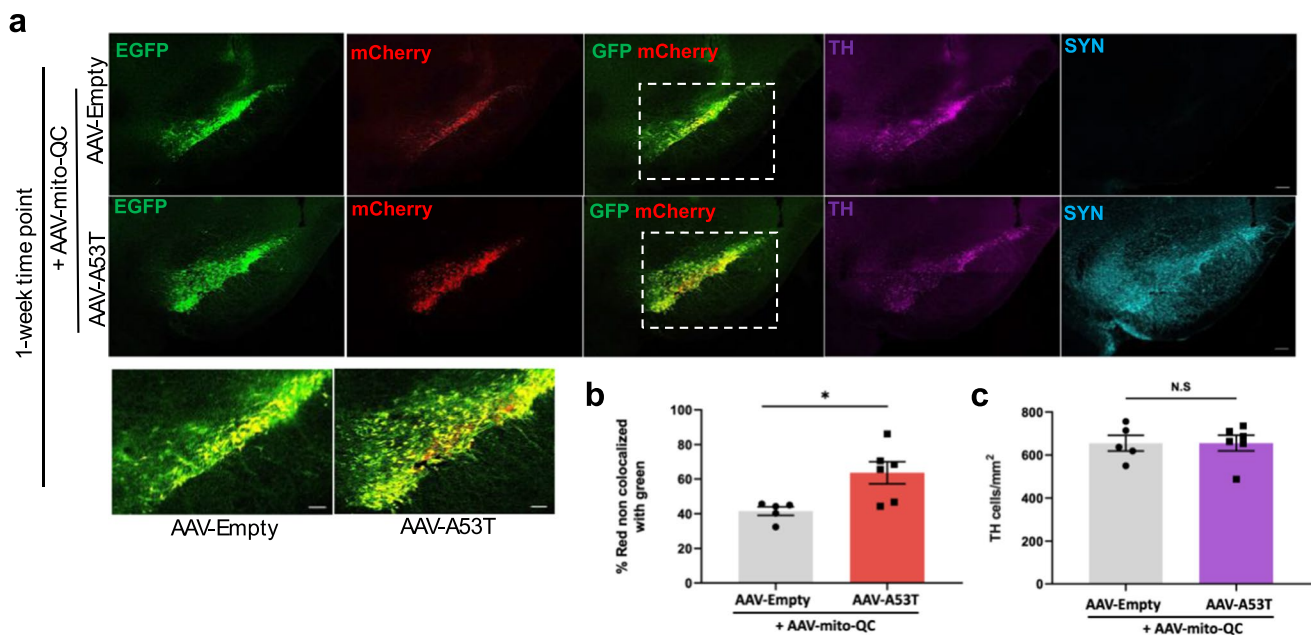 a
1-week time point
+ AAV-mito-QC
AAV-Empty
EGFP
mCherry
GFP mCherry
TH
SYN
AAV-A53T
EGFP
mCherry
GFP mCherry
TH
SYN
AAV-Empty
AAV-A53T
b
% Red non colocalized
with green
100
80
60
40
20
0
*
AAV-Empty
AAV-A53T
+ AAV-mito-QC
c
TH cells/mm²
800
600
400
200
0
N.S
AAV-Empty
AAV-A53T
+ AAV-mito-QC